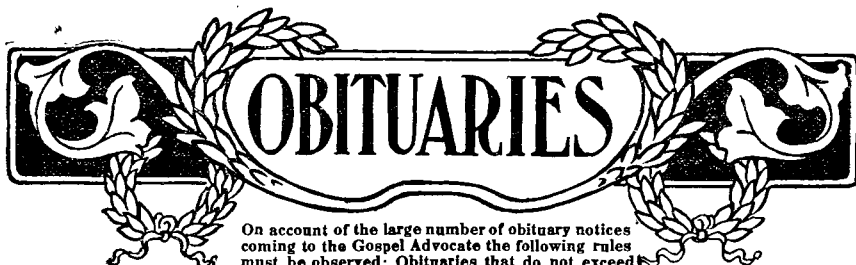 OBITUARIES
On account of the large number of obituary notices
coming to the Gospel Advocate the following rules
must be observed: Obituaries that do not exceed